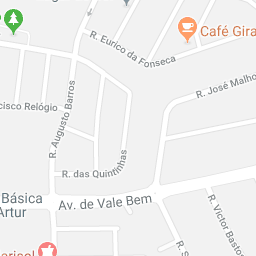 Café Gira
R. Eurico da Fonseca
R. José Malho
cisco Relógio
R. Augusto Barros
R. das Quintinhas
Básica
Artur
Av. de Vale Bem
R. Victor Basto
R. S
arisol